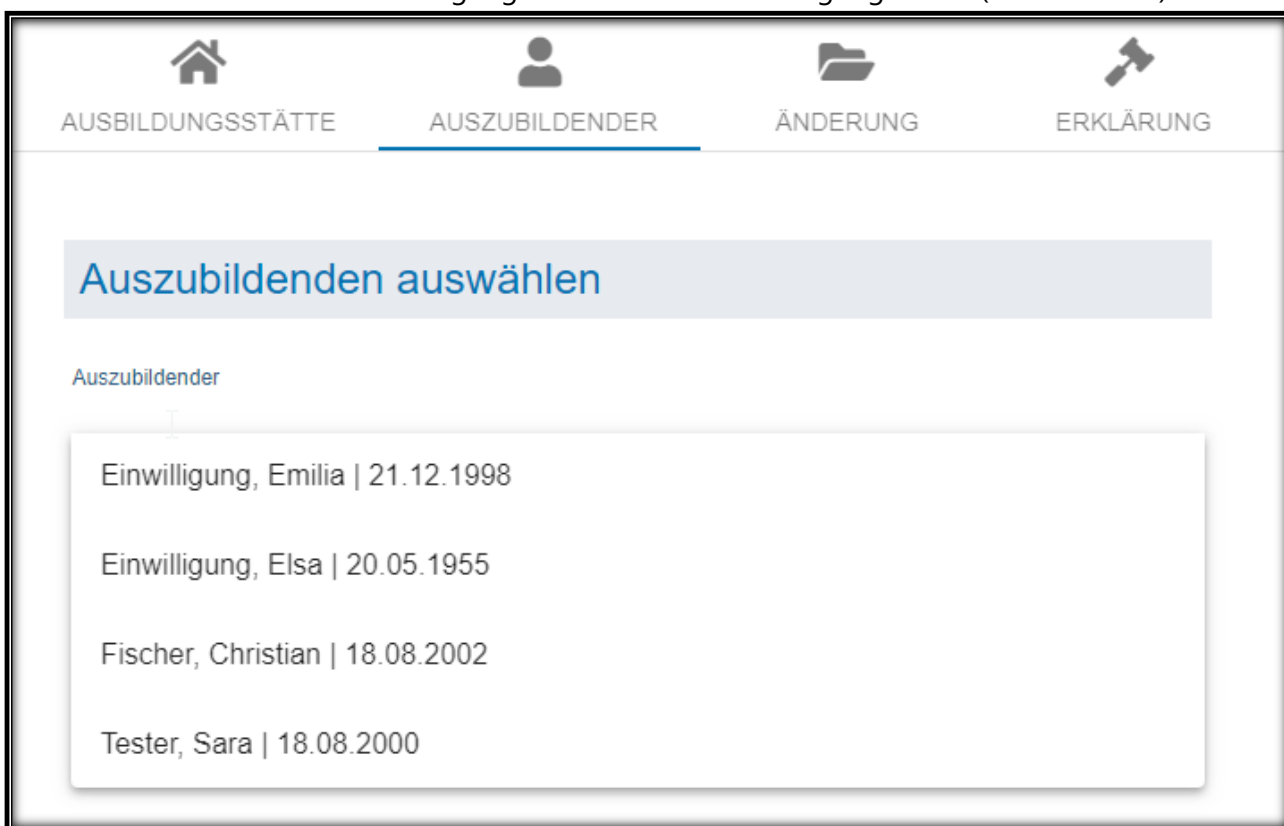 AUSBILDUNGSSTÄTTE AUSZUBILDENDER ÄNDERUNG ERKLÄRUNG
Auszubildenden auswählen
Auszubildender
Einwilligung, Emilia | 21.12.1998
Einwilligung, Elsa | 20.05.1955
Fischer, Christian | 18.08.2002
Tester, Sara | 18.08.2000